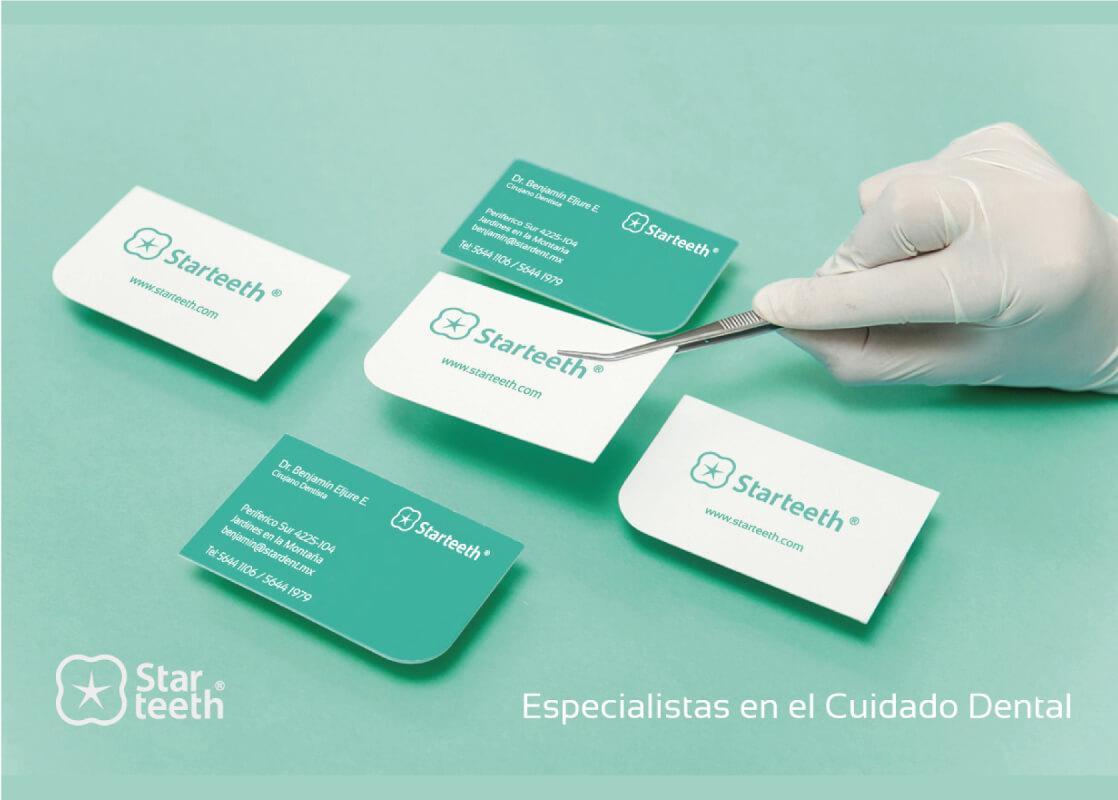 Dr. Benjamín Eljure E.
Cirujano Dentista
Periferico Sur 4225-104
Jardines en la Montaña
benjamin@stardent.mx
Tel: 5644 1106 / 5644 1979
Starteeth®
Starteeth®
www.starteeth.com
Starteeth®
www.starteeth.com
Starteeth®
www.starteeth.com
Dr. Benjamín Eljure E.
Cirujano Dentista
Periferico Sur 4225-104
Jardines en la Montaña
benjamin@stardent.mx
Tel: 5644 1106 / 5644 1979
Starteeth®
Star
teeth®
Especialistas en el Cuidado Dental